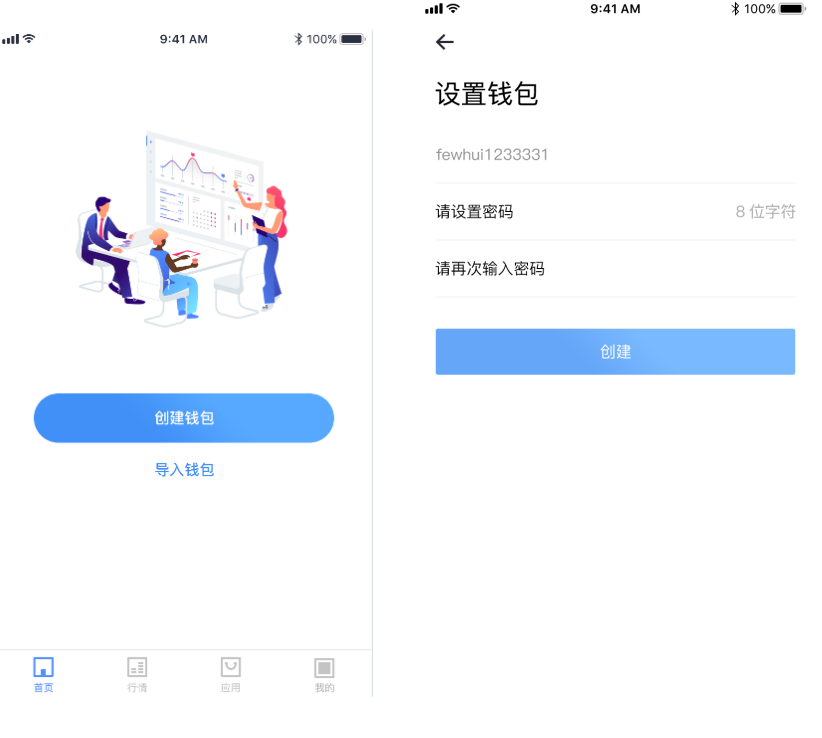 9:41 AM
100%
创建钱包
导入钱包
首页
行情
应用
我的
9:41 AM
100%
设置钱包
fewhui1233331
请设置密码
8 位字符
请再次输入密码
创建